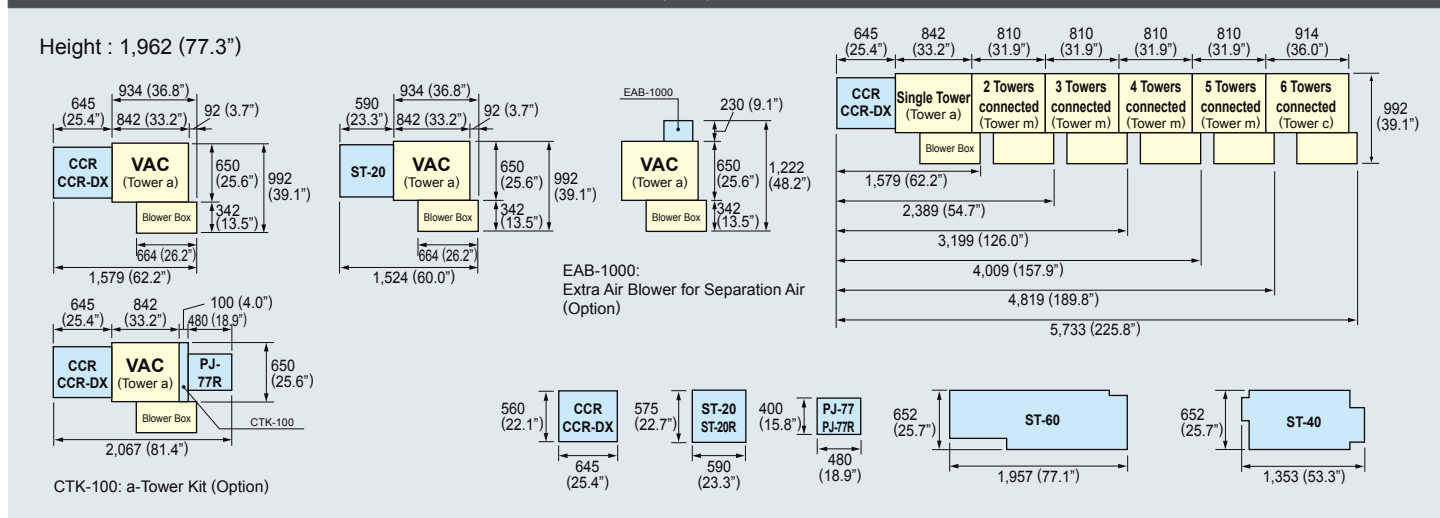 Height : 1,962 (77.3”)
934 (36.8”)
645
(25.4”)
842 (33.2”)
92 (3.7”)
CCR
CCR-DX
VAC
(Tower a)
Blower Box
650
(25.6”)
992
(39.1”)
342
(13.5”)
664 (26.2”)
1,579 (62.2”)
934 (36.8”)
590
(23.3”)
842 (33.2”)
92 (3.7”)
ST-20
VAC
(Tower a)
Blower Box
650
(25.6”)
992
(39.1”)
342
(13.5”)
664 (26.2”)
1,524 (60.0”)
EAB-1000
230 (9.1”)
VAC
(Tower a)
Blower Box
650
(25.6”)
1,222
(48.2”)
342
(13.5”)
EAB-1000:
Extra Air Blower for Separation Air
(Option)
645
(25.4”)
842
(33.2”)
810
(31.9”)
810
(31.9”)
810
(31.9”)
810
(31.9”)
914
(36.0”)
CCR
CCR-DX
Single Tower
(Tower a)
2 Towers
connected
(Tower m)
3 Towers
connected
(Tower m)
4 Towers
connected
(Tower m)
5 Towers
connected
(Tower m)
6 Towers
connected
(Tower c)
992
(39.1”)
Blower Box
1,579 (62.2”)
2,389 (54.7”)
3,199 (126.0”)
4,009 (157.9”)
4,819 (189.8”)
5,733 (225.8”)
645
(25.4”)
842
(33.2”)
100 (4.0”)
480 (18.9”)
CCR
CCR-DX
VAC
(Tower a)
PJ-
77R
650
(25.6”)
Blower Box
CTK-100
2,067 (81.4”)
CTK-100: a-Tower Kit (Option)
560
(22.1”)
CCR
CCR-DX
645
(25.4”)
575
(22.7”)
ST-20
ST-20R
590
(23.3”)
400
(15.8”)
PJ-77
PJ-77R
480
(18.9”)
652
(25.7”)
ST-60
1,957 (77.1”)
652
(25.7”)
ST-40
1,353 (53.3”)